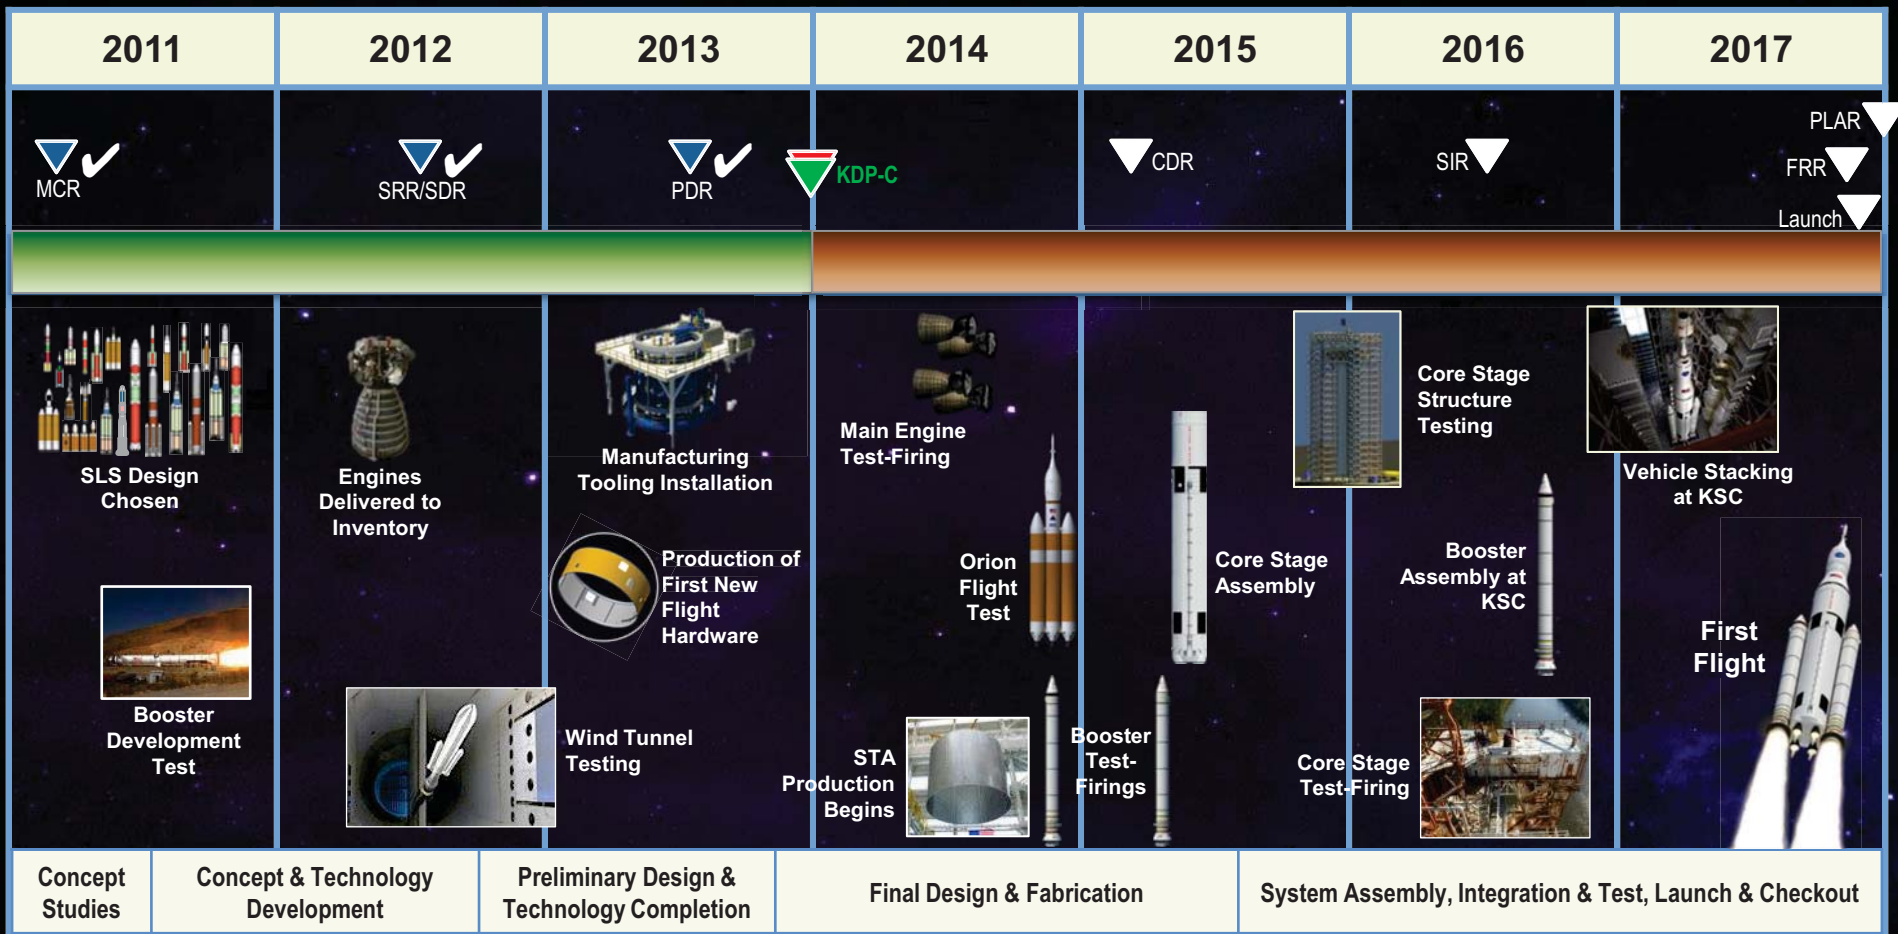 2011
2012
2013
2014
2015
2016
2017
MCR
SRR/SDR
PDR
KDP-C
CDR
SIR
PLAR
FRR
Launch
SLS Design
Chosen
Booster
Development
Test
Engines
Delivered to
Inventory
Wind Tunnel
Testing
Manufacturing
Tooling Installation
Production of
First New
Flight
Hardware
Main Engine
Test-Firing
Orion
Flight
Test
STA
Production
Begins
Booster
Test-
Firings
Core Stage
Assembly
Core Stage
Structure
Testing
Booster
Assembly at
KSC
Core Stage
Test-Firing
Vehicle Stacking
at KSC
First
Flight
Concept
Studies
Concept & Technology
Development
Preliminary Design &
Technology Completion
Final Design & Fabrication
System Assembly, Integration & Test, Launch & Checkout